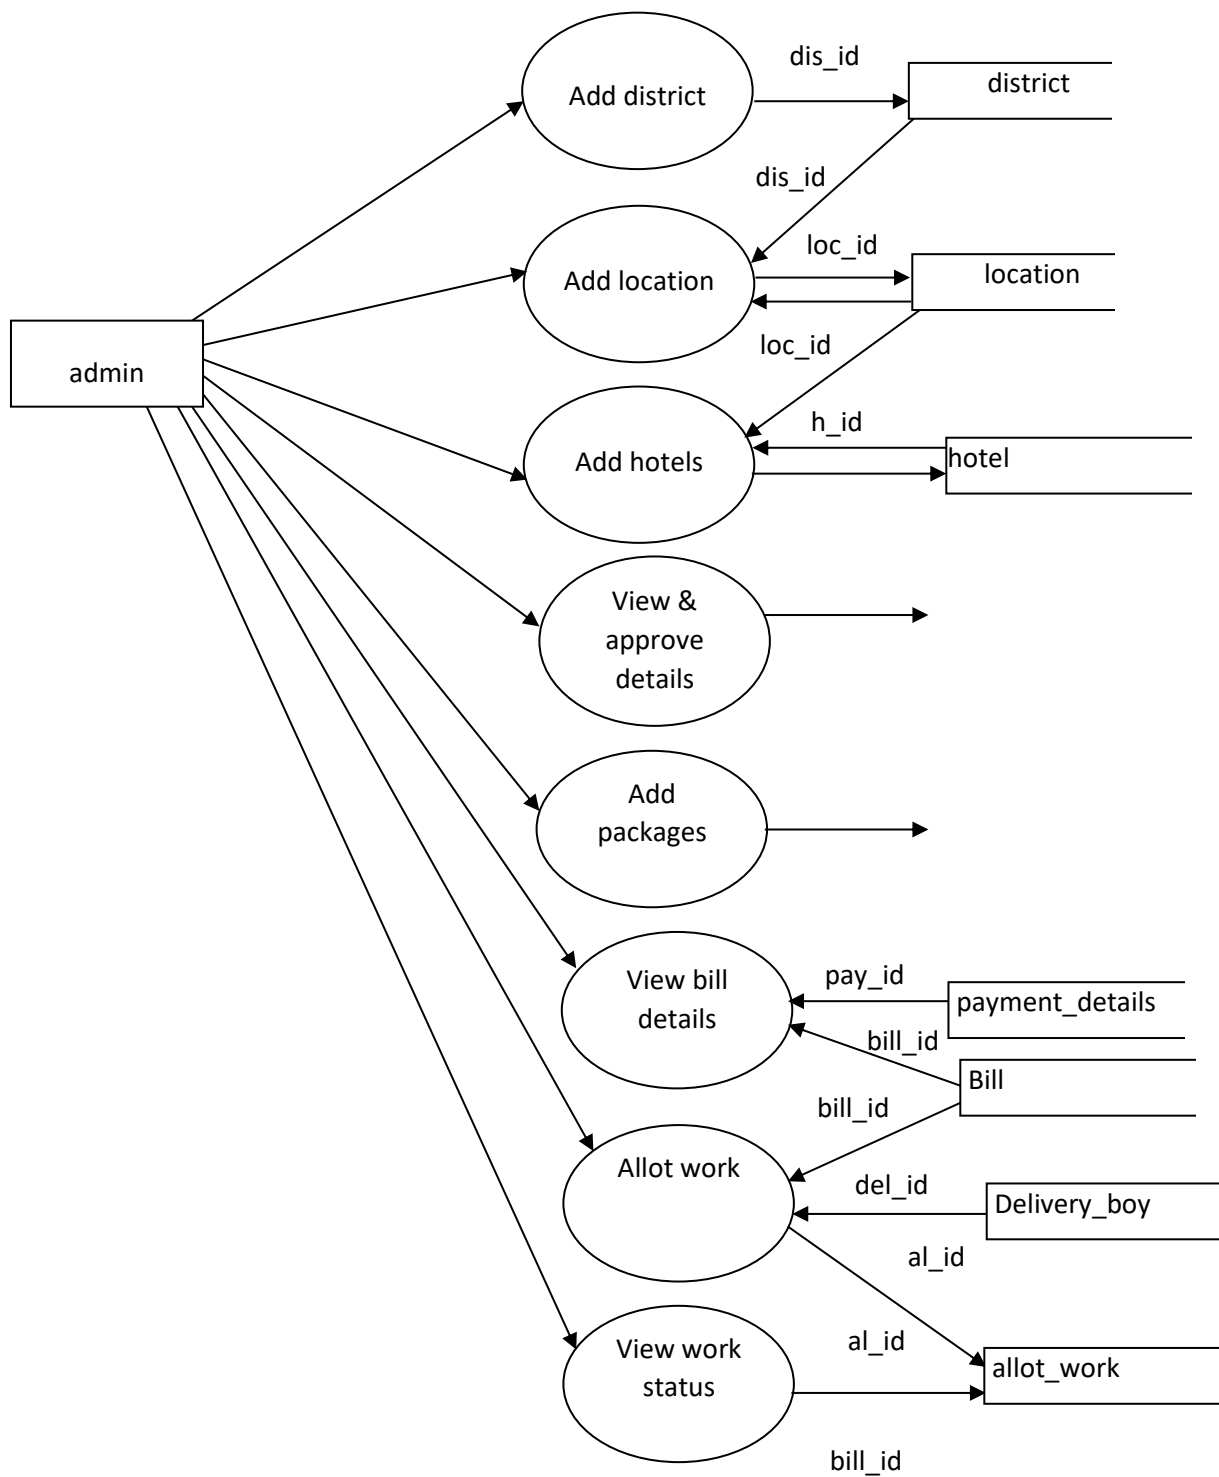 dis_id
district
Add district
dis_id
loc_id
location
Add location
loc_id
admin
h_id
hotel
Add hotels
View &
approve
details
Add
packages
View bill
details
pay_id
payment_details
bill_id
Bill
bill_id
Allot work
del_id
Delivery_boy
al_id
View work
status
al_id
allot_work
bill_id